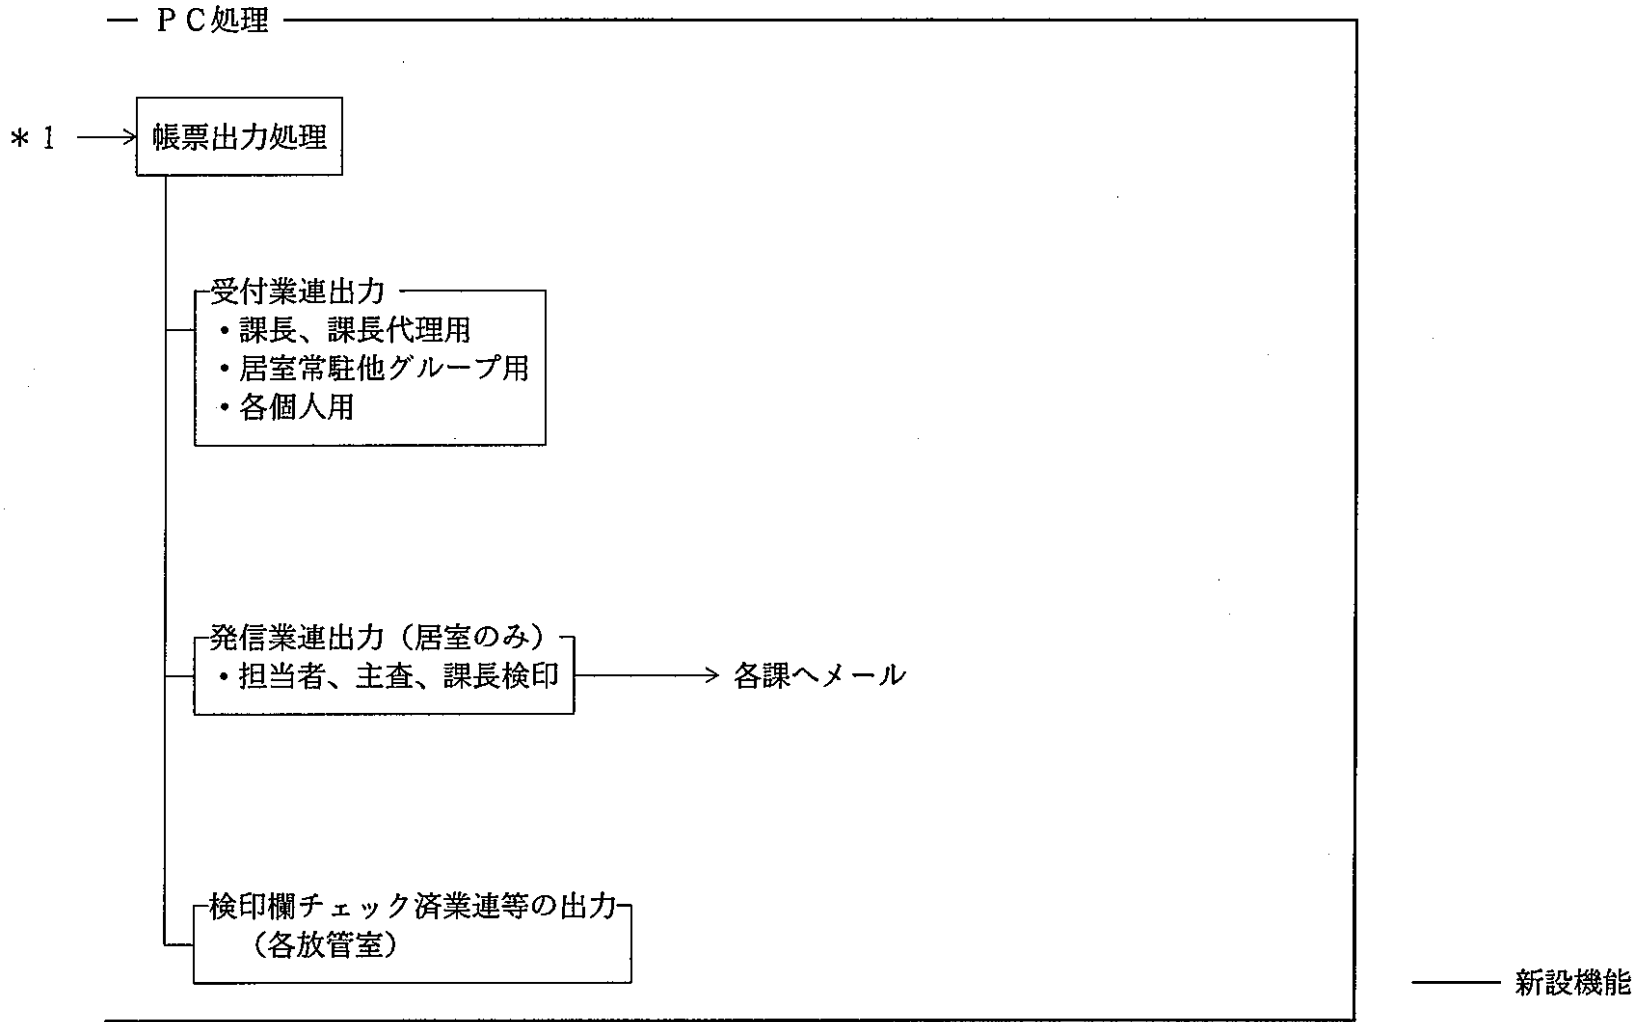 ＰＣ処理
＊１
帳票出力処理
受付業連出力
・課長、課長代理用
・居室常駐他グループ用
・各個人用
発信業連出力（居室のみ）
・担当者、主査、課長検印
各課へメール
検印欄チェック済業連等の出力
（各放管室）
新設機能